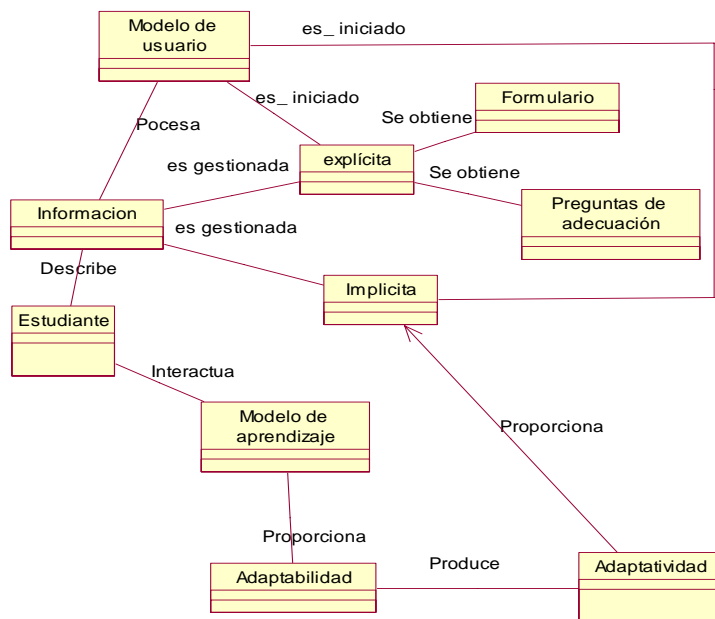 Modelo de
usuario
es_ iniciado
es_ iniciado
Formulario
Se obtiene
Pocesa
explícita
es gestionada
Se obtiene
Preguntas de
adecuación
Informacion
es gestionada
Describe
Implicita
Estudiante
Interactua
Modelo de
aprendizaje
Proporciona
Proporciona
Adaptabilidad
Produce
Adaptatividad